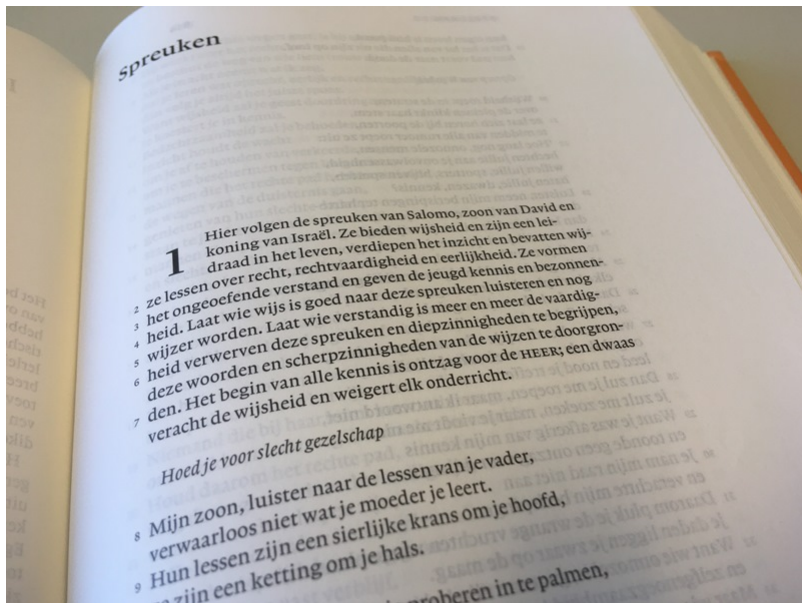 Spreuken
1 Hier volgen de spreuken van Salomo, zoon van David en
koning van Israël. Ze bieden wijsheid en zijn een lei-
draad in het leven, verdiepen het inzicht en bevatten wij-
2 ze lessen over recht, rechtvaardigheid en eerlijkheid. Ze vormen
3 het ongeoefende verstand en geven de jeugd kennis en bezonnen-
4 heid. Laat wie wijs is goed naar deze spreuken luisteren en nog
5 wijzer worden. Laat wie verstandig is meer en meer de vaardig-
6 heid verwerven deze spreuken en diepzinnigheden te begrijpen,
deze woorden en scherpzinnigheden van de wijzen te doorgron-
7 den. Het begin van alle kennis is ontzag voor de HEER; een dwaas
veracht de wijsheid en weigert elk onderricht.
Hoed je voor slecht gezelschap
8 Mijn zoon, luister naar de lessen van je vader,
verwaarloos niet wat je moeder je leert.
9 Hun lessen zijn een sierlijke krans om je hoofd,
ze zijn een ketting om je hals.
proberen in te palmen,